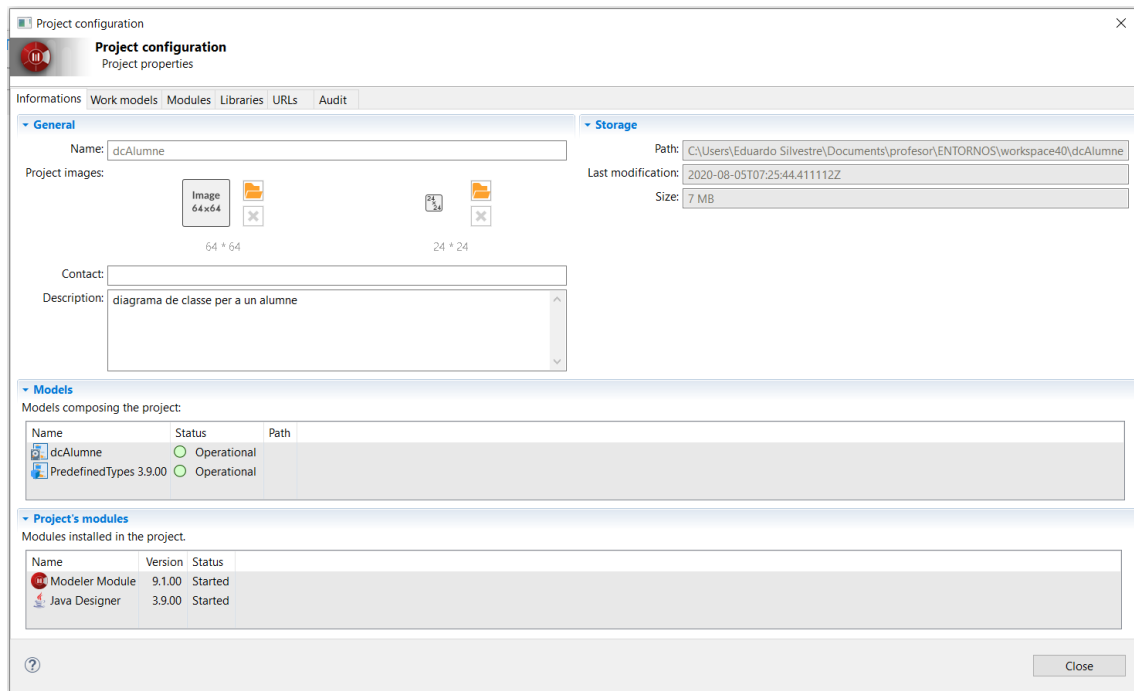 Project configuration
Project configuration
Project properties
Informations Work models Modules Libraries URLs Audit
General
Name: dcAlumne
Project images:
Image
64x64
24
24
64 * 64
24 * 24
Contact:
Description: diagrama de classe per a un alumne
Storage
Path: C:\Users\Eduardo Silvestre\Documents\profesor\ENTORNOS\workspace40\dcAlumne
Last modification: 2020-08-05T07:25:44.411112Z
Size: 7 MB
Models
Models composing the project:
Name Status Path
dcAlumne Operational
PredefinedTypes 3.9.00 Operational
Project's modules
Modules installed in the project.
Name Version Status
Modeler Module 9.1.00 Started
Java Designer 3.9.00 Started
Close